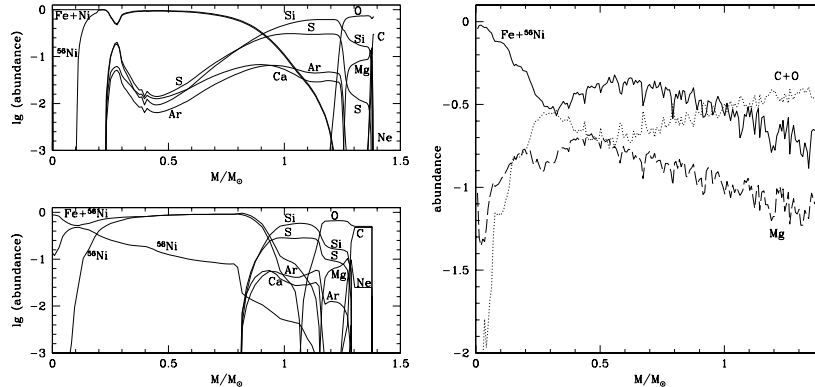 0
-1
-2
-3
lg (abundance)
Fe+Ni
⁵⁶Ni
S
Ar
Ca
Ar
Si
S
O
Si
Mg
S
C
Ne
0
0.5
1
1.5
M/M☉
0
-1
-2
-3
lg (abundance)
Fe+⁵⁶Ni
⁵⁶Ni
⁵⁶Ni
Si
S
Ar
Ca
O
Si
S
Mg
Ar
C
Ne
0
0.5
1
1.5
M/M☉
0
-0.5
-1
-1.5
-2
abundance
Fe+⁵⁶Ni
C+O
Mg
0
0.5
1
M/M☉